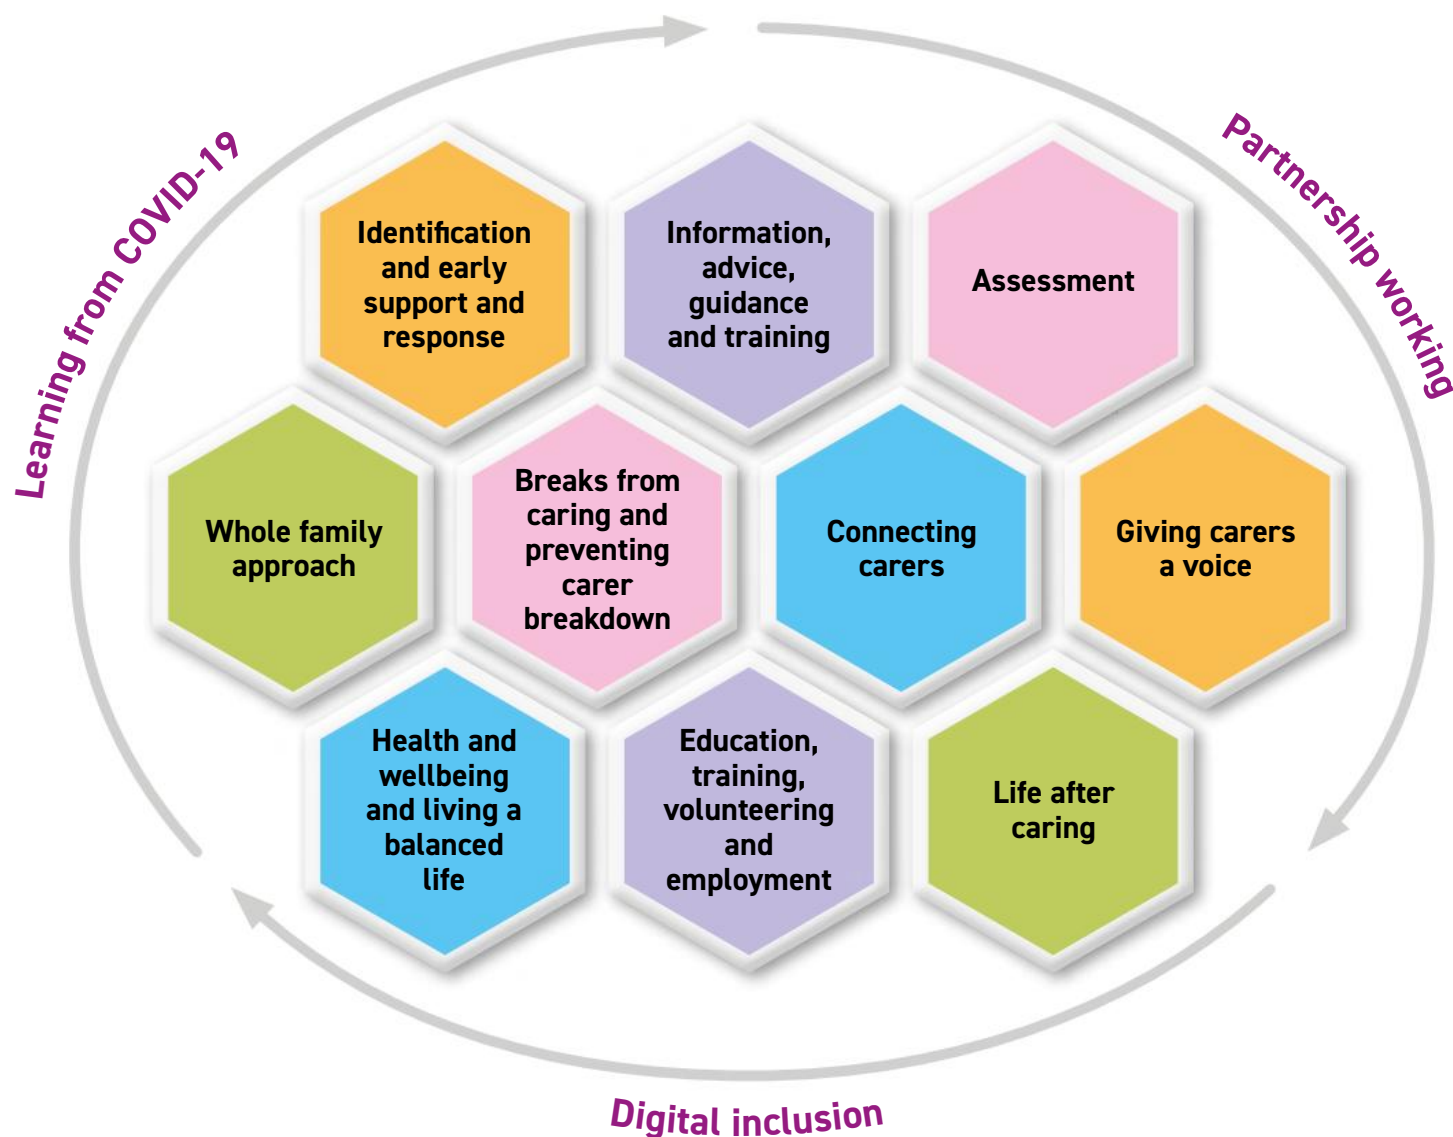 Learning from COVID-19
Partnership working
Identification
and early
support and
response
Information,
advice,
guidance
and training
Assessment
Whole family
approach
Breaks from
caring and
preventing
carer
breakdown
Connecting
carers
Giving carers
a voice
Health and
wellbeing
and living a
balanced
life
Education,
training,
volunteering
and
employment
Life after
caring
Digital inclusion